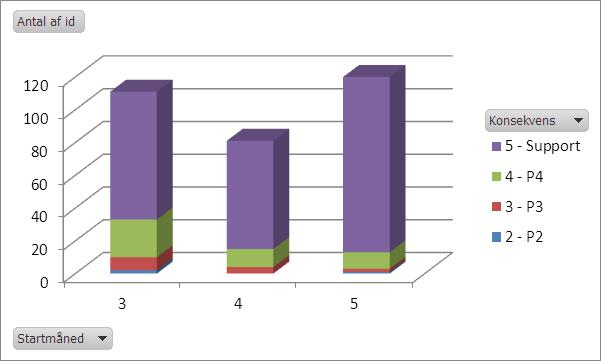 Antal af id
120
100
80
60
40
20
0
3 4 5
Konsekvens
5 - Support
4 - P4
3 - P3
2 - P2
Startmåned